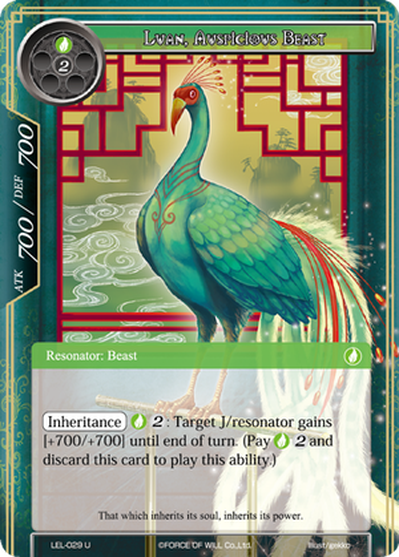 2
Luan, Auspicious Beast
ATK 700 / DEF 700
Resonator: Beast
Inheritance 2 : Target J/resonator gains
[+700/+700] until end of turn. (Pay 2 and
discard this card to play this ability.)
That which inherits its soul, inherits its power.
LEL-029 U
©FORCE OF WILL Co.,Ltd.
Illust/gekko